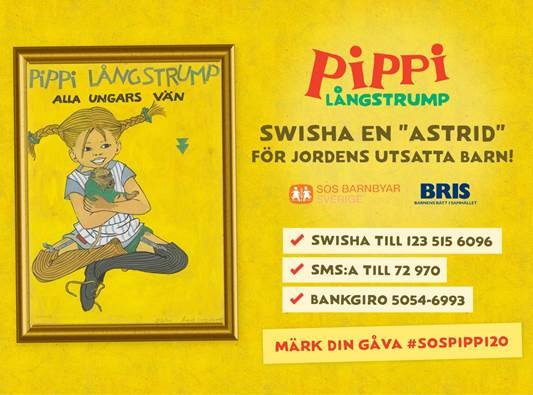 PIPPI LÅNGSTRUMP
ALLA UNGARS VÄN
PiPPi
LÅNGSTRUMP
SWISHA EN "ASTRID"
FÖR JORDENS UTSATTA BARN!
SOS BARNBYAR
SVERIGE
BRIS
BARNENS RÄTT I SAMHÄLLET
SWISHA TILL 123 515 6096
SMS:A TILL 72 970
BANKGIRO 5054-6993
MÄRK DIN GÅVA #SOSPIPPI20